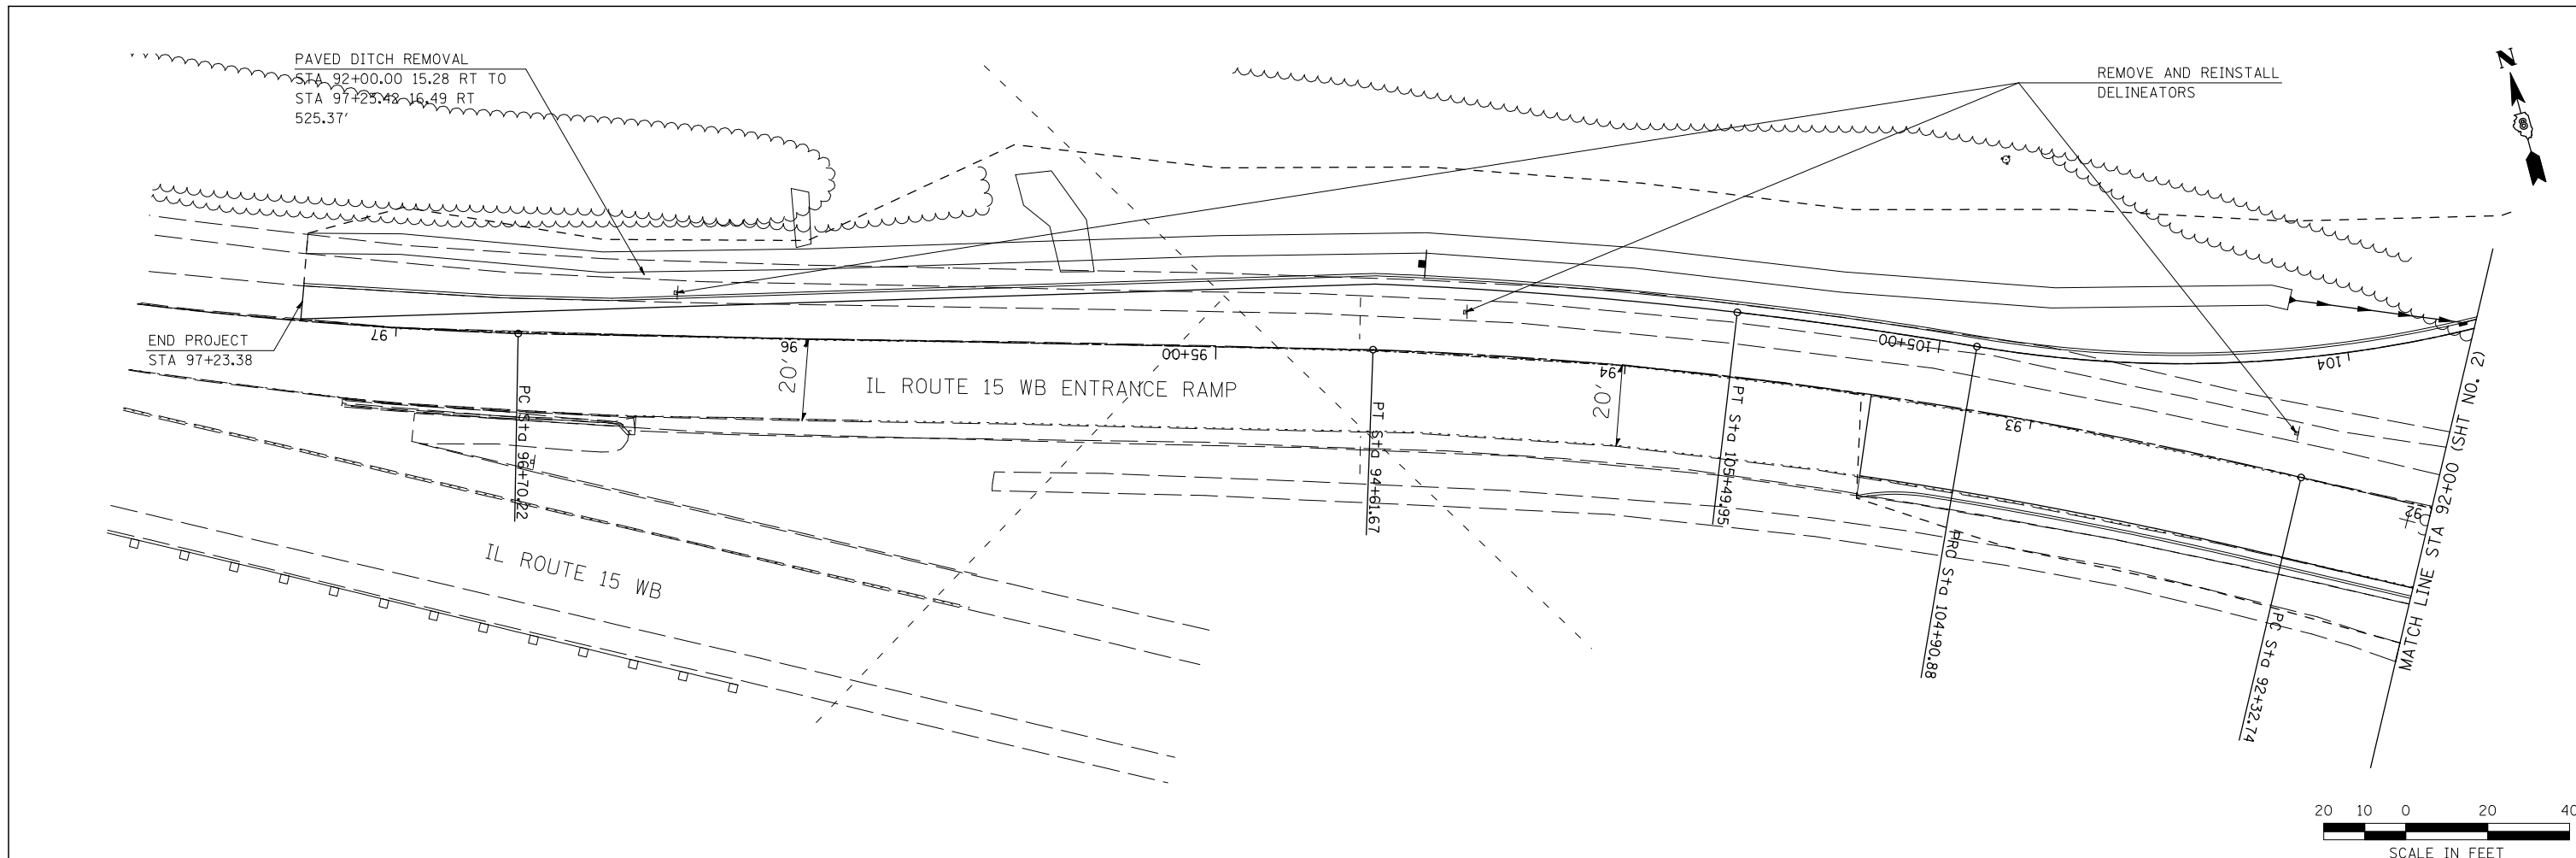 PAVED DITCH REMOVAL
STA 92+00.00 15.28 RT TO
STA 97+23.42 16.49 RT
525.37'
REMOVE AND REINSTALL
DELINEATORS
N
END PROJECT
STA 97+23.38
97
96
95+00
94
105+00
93
104
92
20'
20'
IL ROUTE 15 WB ENTRANCE RAMP
IL ROUTE 15 WB
PC Sta 96+70.22
PT Sta 94+61.67
PT Sta 105+49.95
PRC Sta 104+90.88
PC Sta 92+32.74
MATCH LINE STA 92+00 (SHT NO. 2)
20 10 0 20 40
SCALE IN FEET